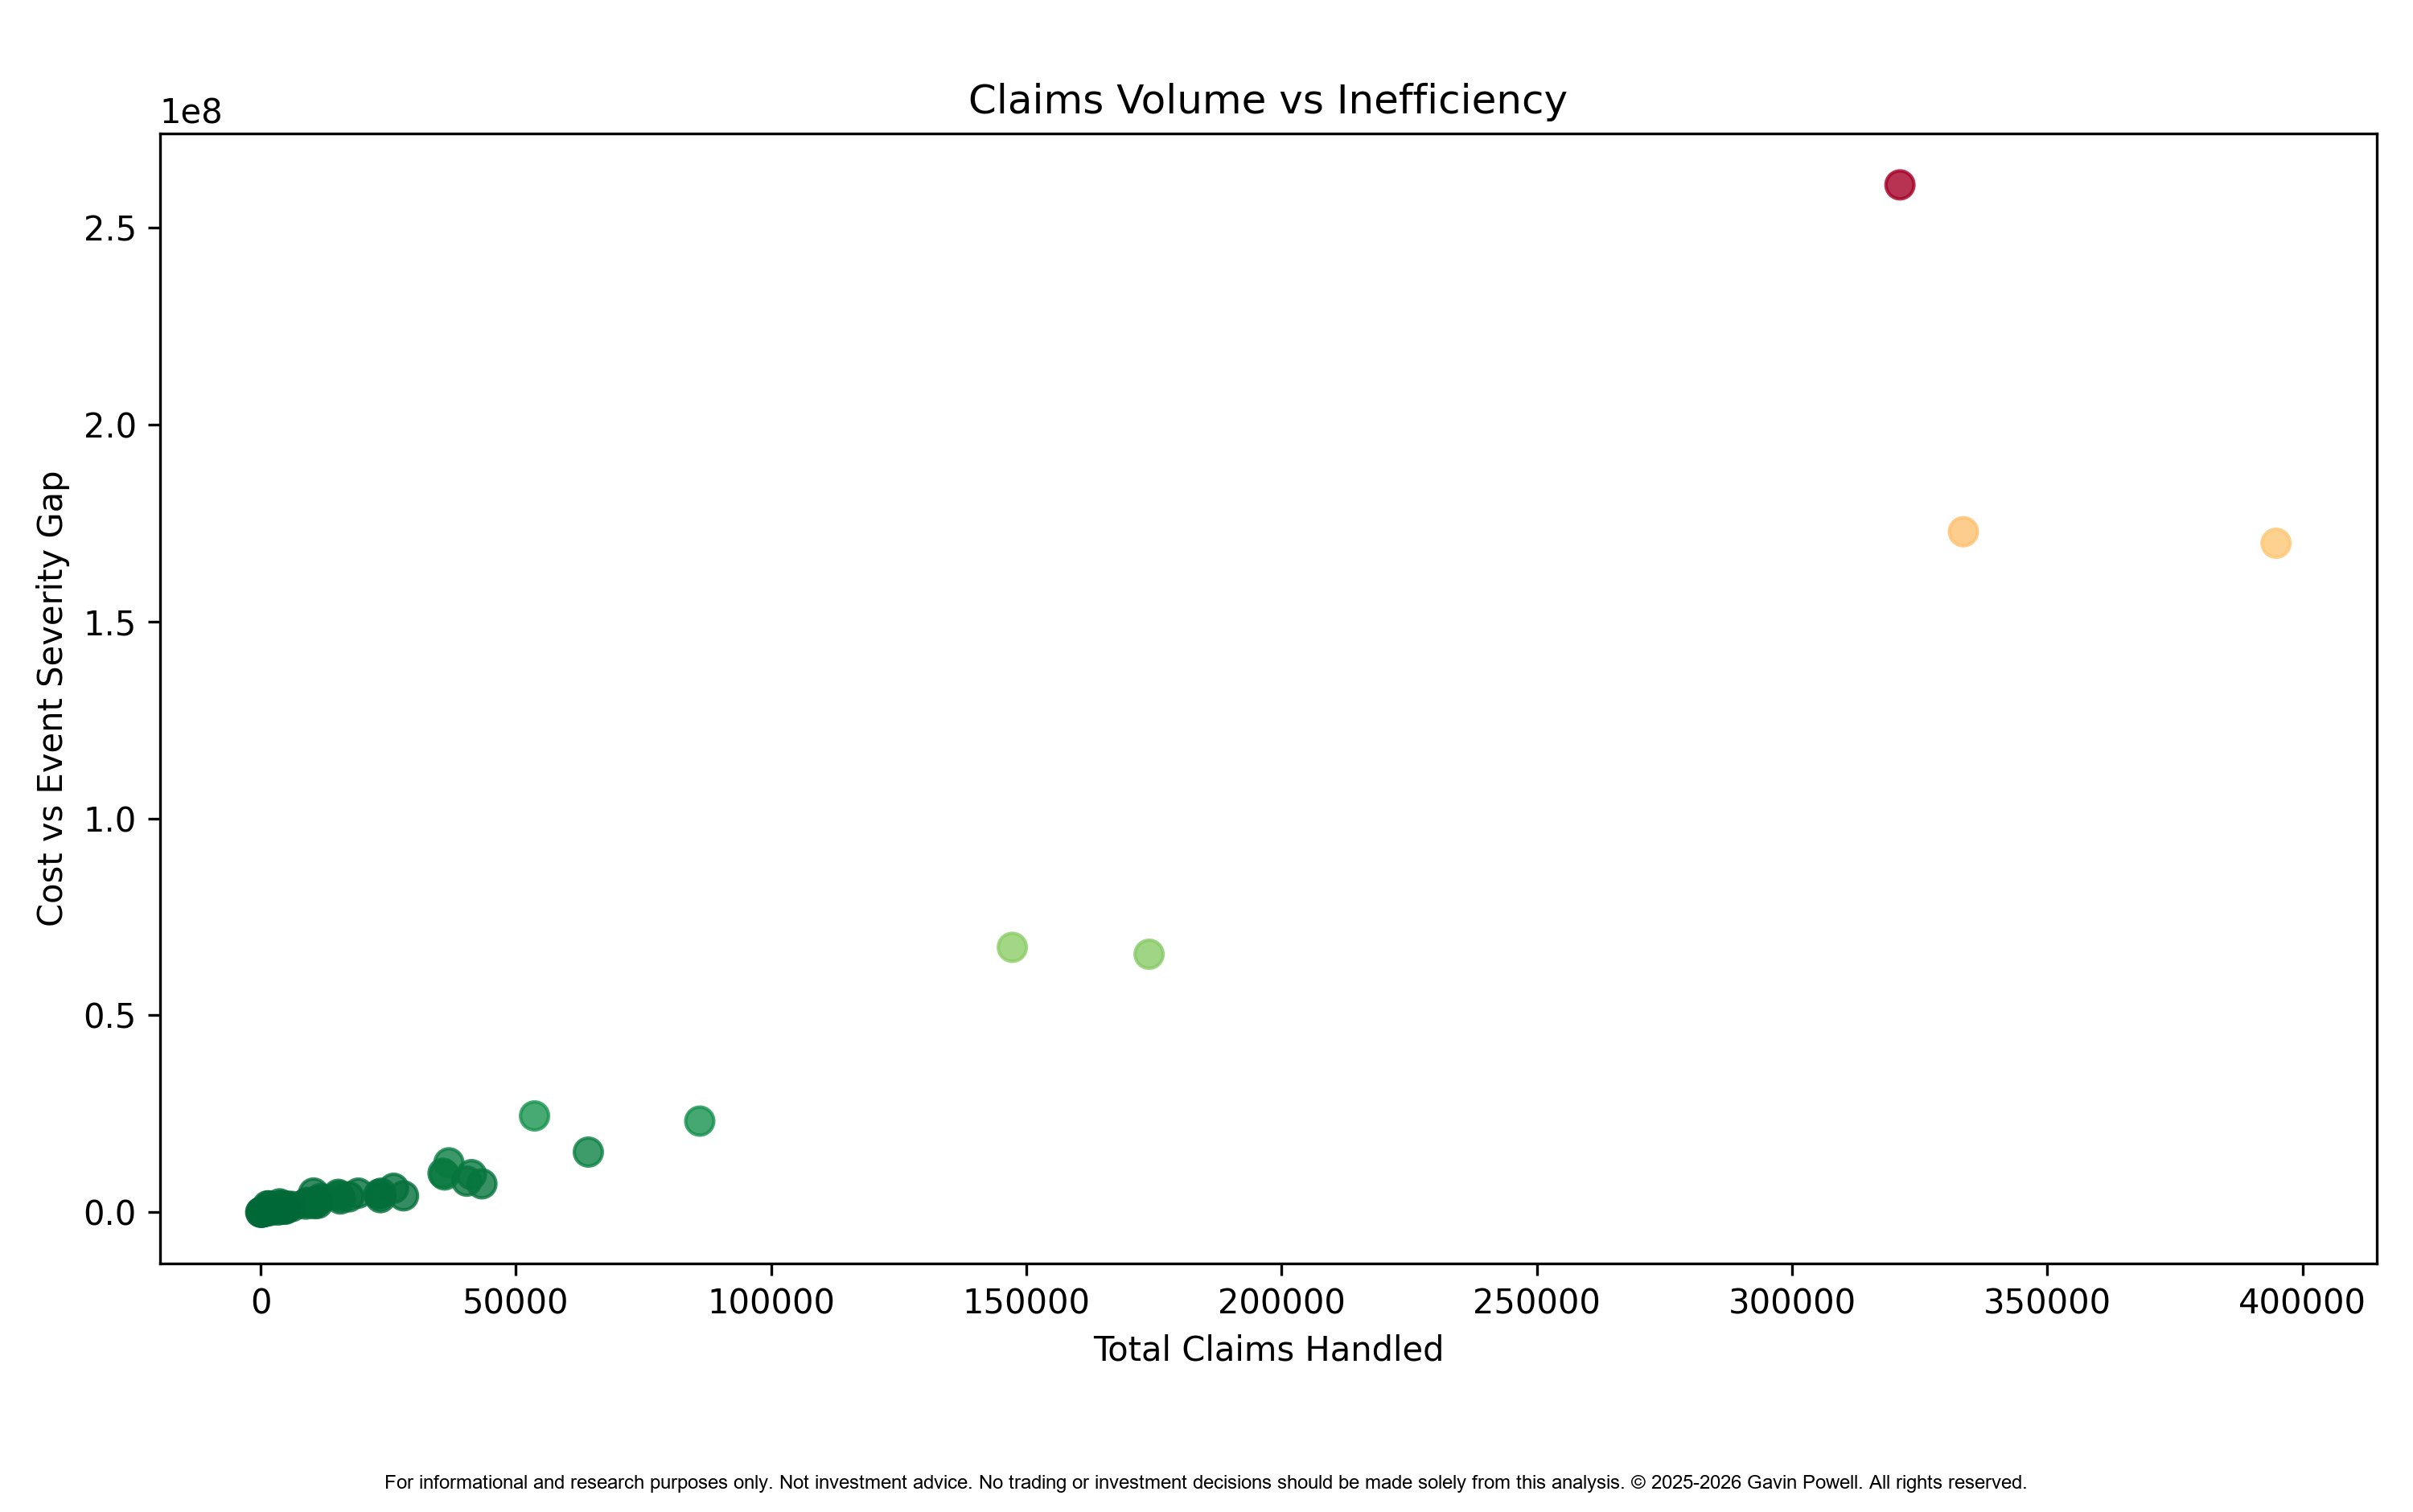 Claims Volume vs Inefficiency
1e8
2.5
2.0
1.5
1.0
0.5
0.0
Cost vs Event Severity Gap
0 50000 100000 150000 200000 250000 300000 350000 400000
Total Claims Handled
For informational and research purposes only. Not investment advice. No trading or investment decisions should be made solely from this analysis. © 2025-2026 Gavin Powell. All rights reserved.